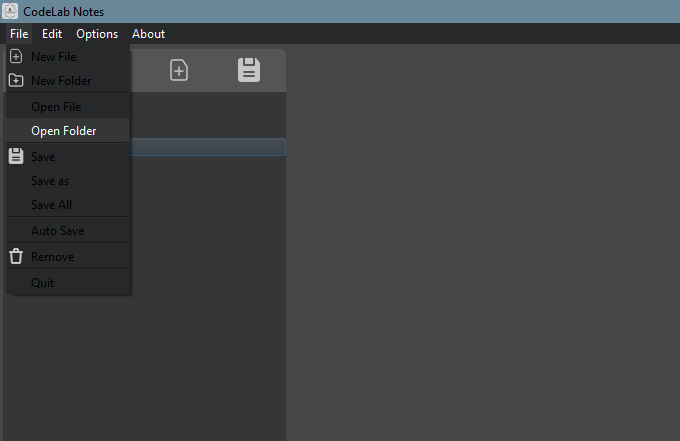 CodeLab Notes
File Edit Options About
New File
New Folder
Open File
Open Folder
Save
Save as
Save All
Auto Save
Remove
Quit